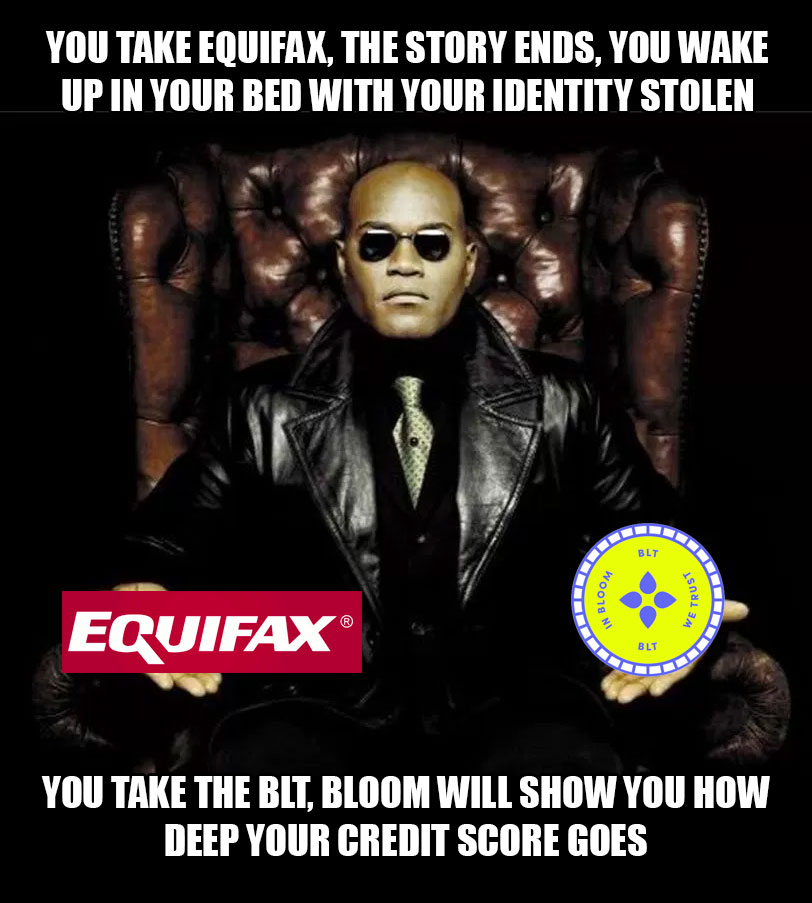 YOU TAKE EQUIFAX, THE STORY ENDS, YOU WAKE
UP IN YOUR BED WITH YOUR IDENTITY STOLEN
BLT
IN BLOOM
WE TRUST
BLT
EQUIFAX®
YOU TAKE THE BLT, BLOOM WILL SHOW YOU HOW
DEEP YOUR CREDIT SCORE GOES